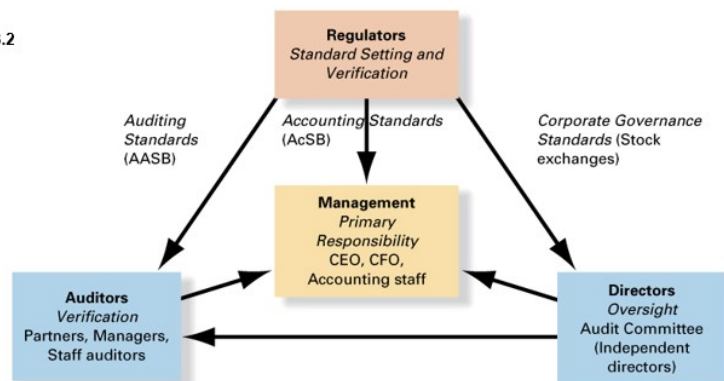 .2
Regulators
Standard Setting and
Verification
Auditing
Standards
(AASB)
Accounting Standards
(AcSB)
Corporate Governance
Standards (Stock
exchanges)
Management
Primary
Responsibility
CEO, CFO,
Accounting staff
Auditors
Verification
Partners, Managers,
Staff auditors
Directors
Oversight
Audit Committee
(Independent
directors)